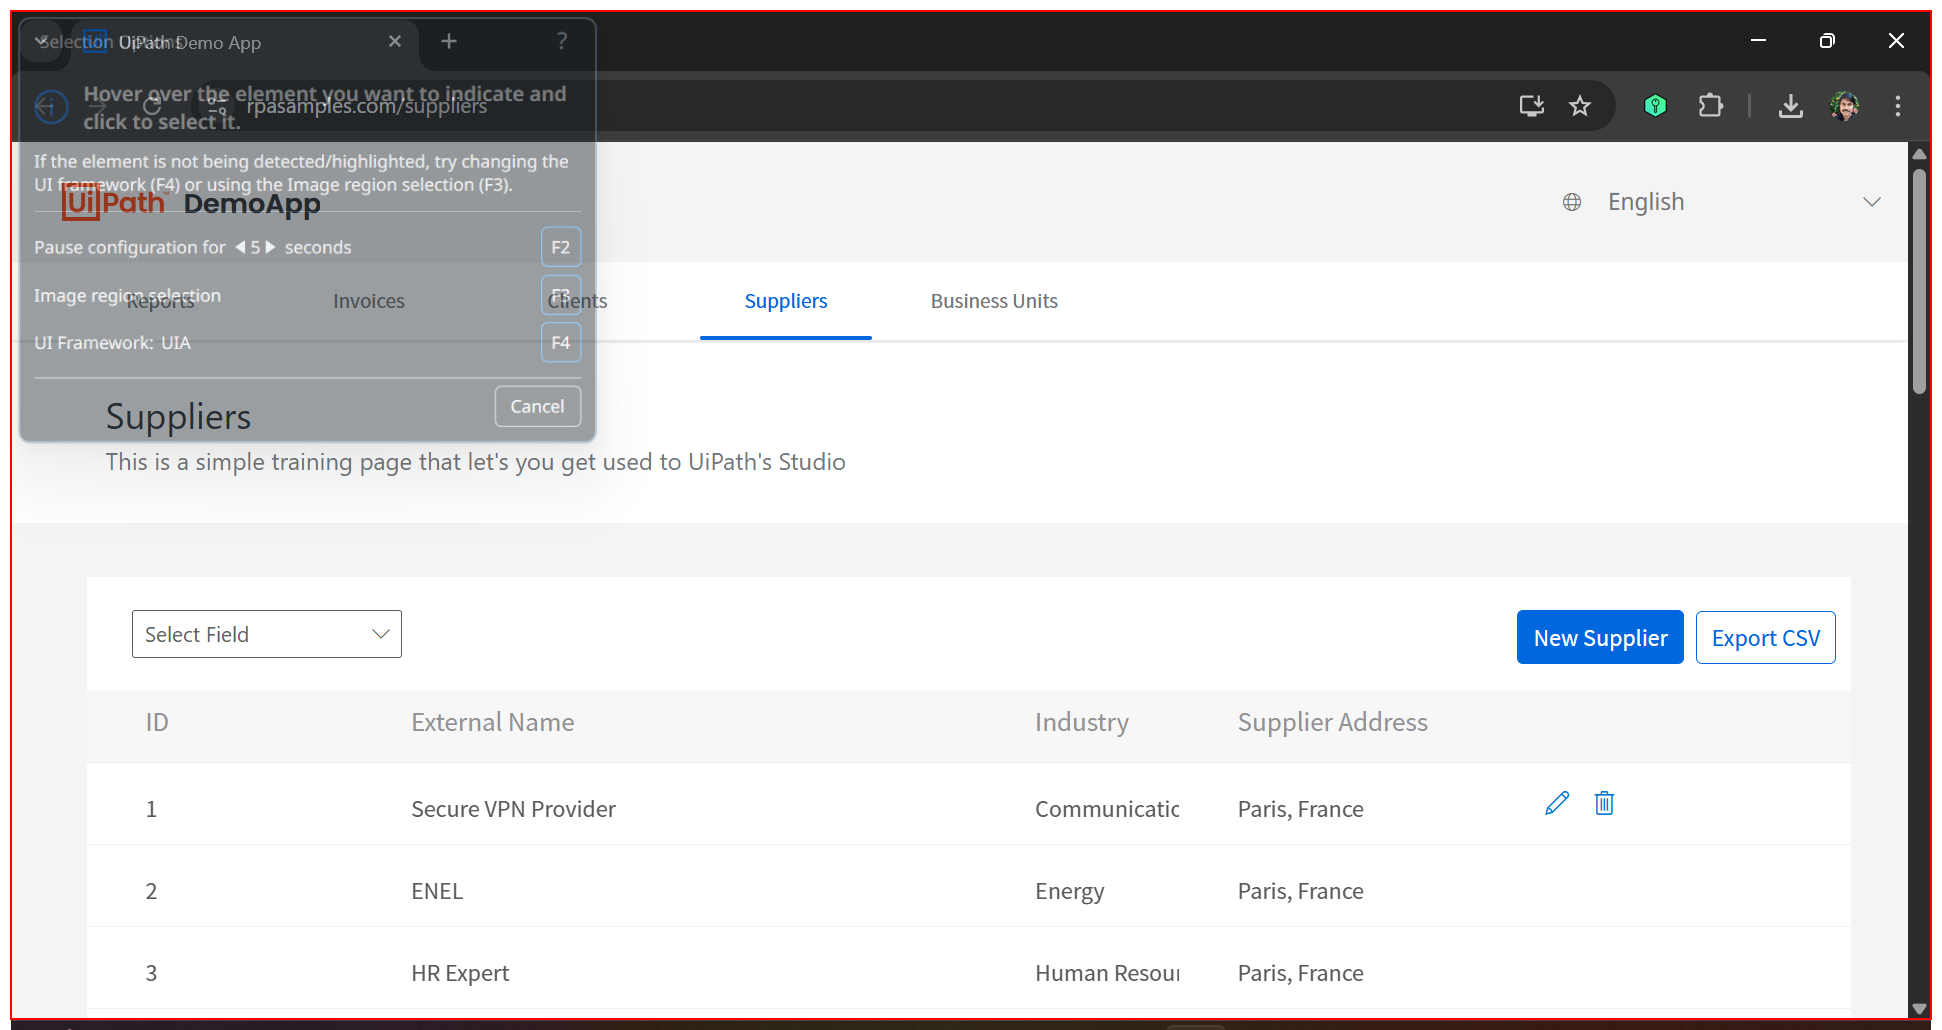 Selection Options
UiPath Demo App
?
Hover over the element you want to indicate and
click to select it.
rpasamples.com/suppliers
If the element is not being detected/highlighted, try changing the
UI framework (F4) or using the Image region selection (F3).
UiPath™ DemoApp
English
Pause configuration for 5 seconds
F2
Image region selection
F3
Reports
Invoices
Clients
Suppliers
Business Units
UI Framework: UIA
F4
Cancel
Suppliers
This is a simple training page that let's you get used to UiPath's Studio
Select Field
New Supplier
Export CSV
ID External Name Industry Supplier Address
1 Secure VPN Provider Communicatic Paris, France
2 ENEL Energy Paris, France
3 HR Expert Human Resour Paris, France